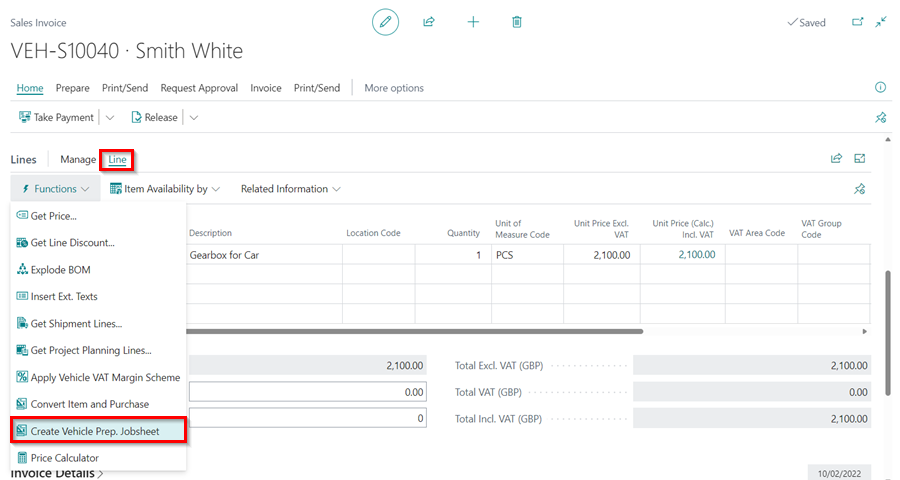 Sales Invoice
Saved
VEH-S10040 · Smith White
Home Prepare Print/Send Request Approval Invoice Print/Send More options
Take Payment Release
Lines Manage Line
Functions Item Availability by Related Information
Get Price...
Get Line Discount...
Explode BOM
Insert Ext. Texts
Get Shipment Lines...
Get Project Planning Lines...
Apply Vehicle VAT Margin Scheme
Convert Item and Purchase
Create Vehicle Prep. Jobsheet
Price Calculator
Description Location Code Quantity Unit of Measure Code Unit Price Excl. VAT Unit Price (Calc.) Incl. VAT VAT Area Code VAT Group Code
Gearbox for Car 1 PCS 2,100.00 2,100.00
2,100.00 Total Excl. VAT (GBP) 2,100.00
0.00 Total VAT (GBP) 0.00
0 Total Incl. VAT (GBP) 2,100.00
Invoice Details 10/02/2022